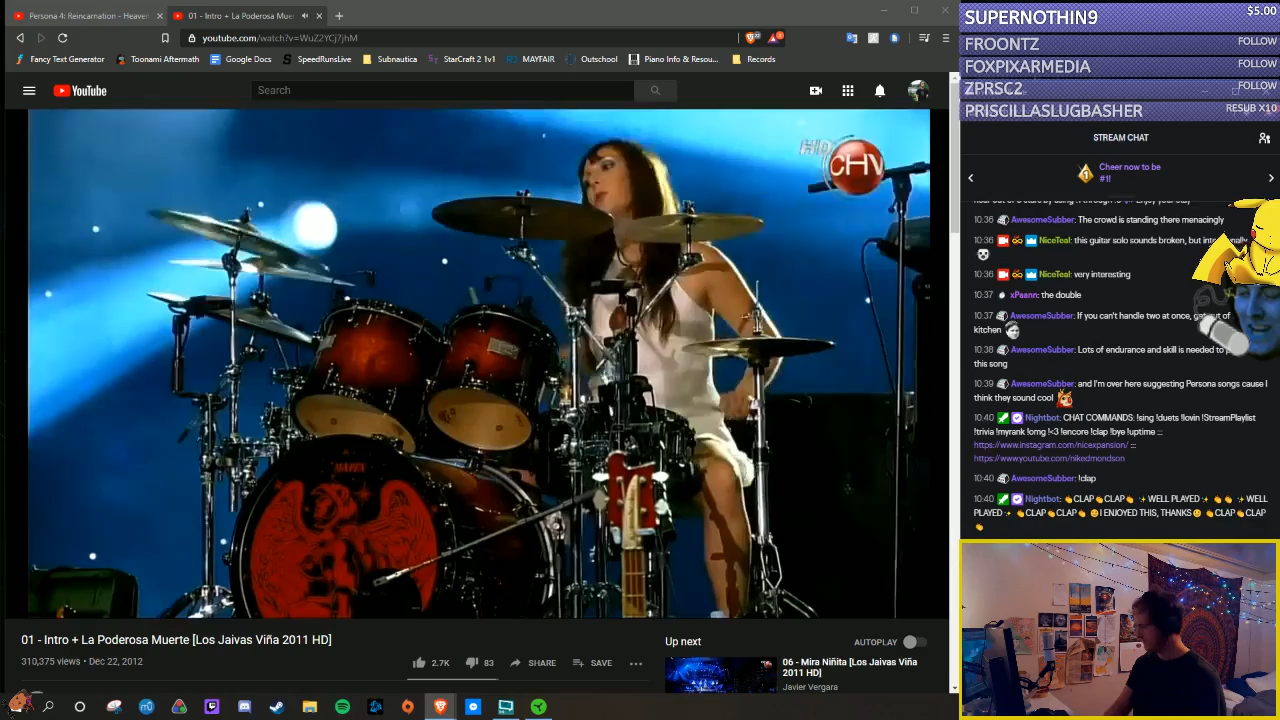 Persona 4: Reincarnation - Heaven
01 - Intro + La Poderosa Muer
youtube.com/watch?v=WuZ2YCj7jhM
Fancy Text Generator
Toonami Aftermath
Google Docs
SpeedRunsLive
Subnautica
StarCraft 2 1v1
MAYFAIR
Outschool
Piano Info & Resou...
Records
YouTube
Search
HD
CHV
01 - Intro + La Poderosa Muerte [Los Jaivas Viña 2011 HD]
310,375 views • Dec 22, 2012
2.7K
83
SHARE
SAVE
Up next
AUTOPLAY
06 - Mira Niñita [Los Jaivas Viña
2011 HD]
Javier Vergara
SUPERNOTHIN9
$5.00
FROONTZ
FOLLOW
FOXPIXARMEDIA
FOLLOW
ZPRSC2
FOLLOW
PRISCILLASLUGBASHER
RESUB X10
STREAM CHAT
Cheer now to be
#1!
10:36 AwesomeSubber: The crowd is standing there menacingly
10:36 NiceTeal: this guitar solo sounds broken, but
10:36 NiceTeal: very interesting
10:37 xPaann: the double
10:37 AwesomeSubber: If you can't handle two at once, get out of
kitchen
10:38 AwesomeSubber: Lots of endurance and skill is needed to
this song
10:39 AwesomeSubber: and I'm over here suggesting Persona songs cause I
think they sound cool
10:40 Nightbot: CHAT COMMANDS: !sing !duets !lovin !StreamPlaylist
!trivia !myrank !omg !<3 !encore !clap !bye !uptime :::
https://www.instagram.com/nicexpansion/ :::
https://www.youtube.com/nikedmondson
10:40 AwesomeSubber: !clap
10:40 Nightbot: 👏CLAP👏CLAP👏 ✨WELL PLAYED✨ 👏 👏 ✨WELL
PLAYED✨ 👏CLAP👏CLAP👏 😊I ENJOYED THIS, THANKS😊 👏CLAP👏CLAP
👏